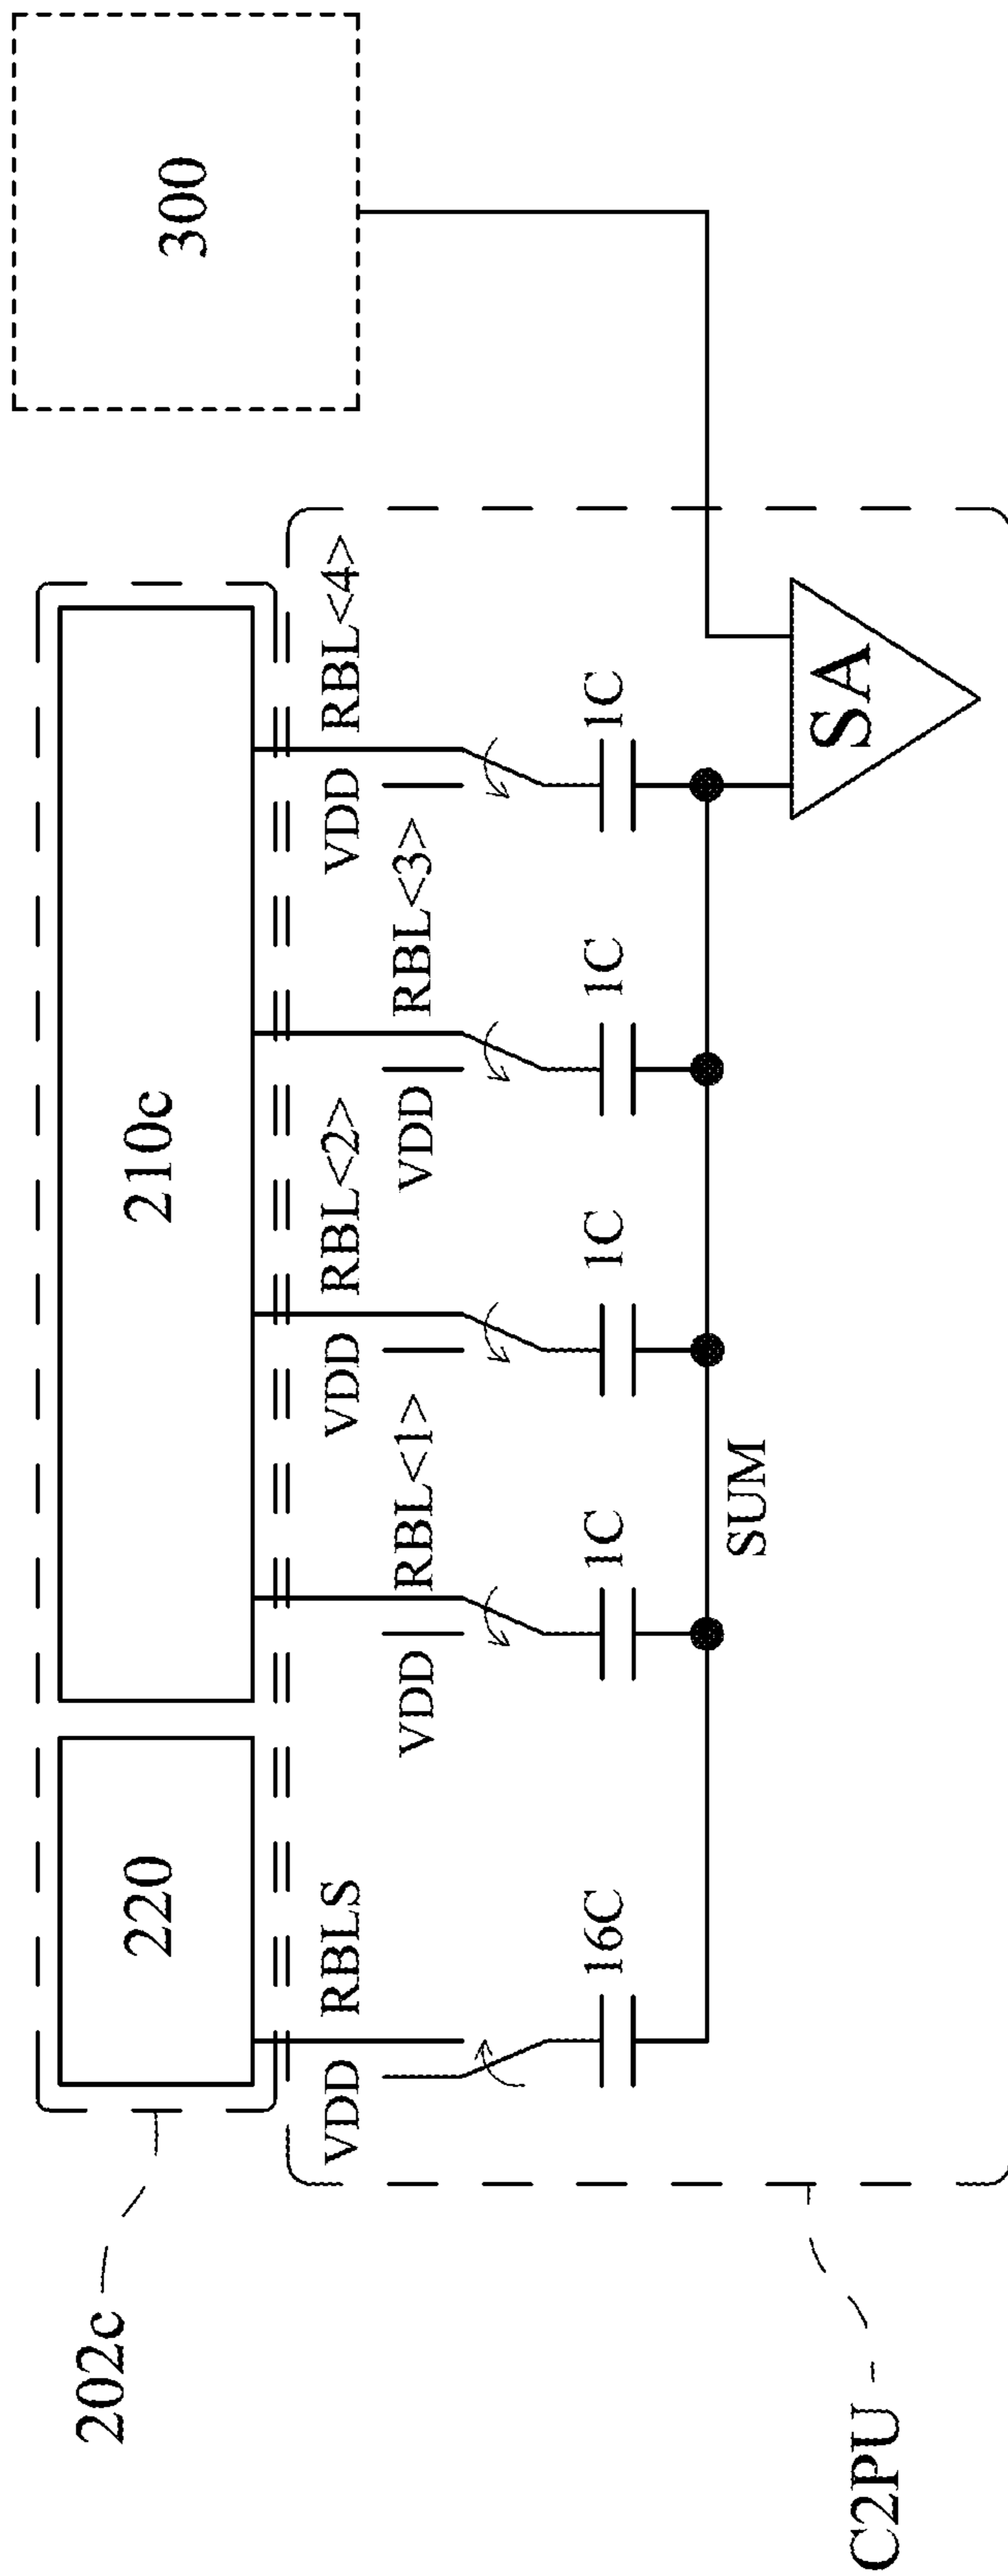 300
202c
220
210c
VDD
RBLS
VDD
RBL<1>
VDD
RBL<2>
VDD
RBL<3>
VDD
RBL<4>
16C
1C
1C
1C
1C
SUM
SA
C2PU